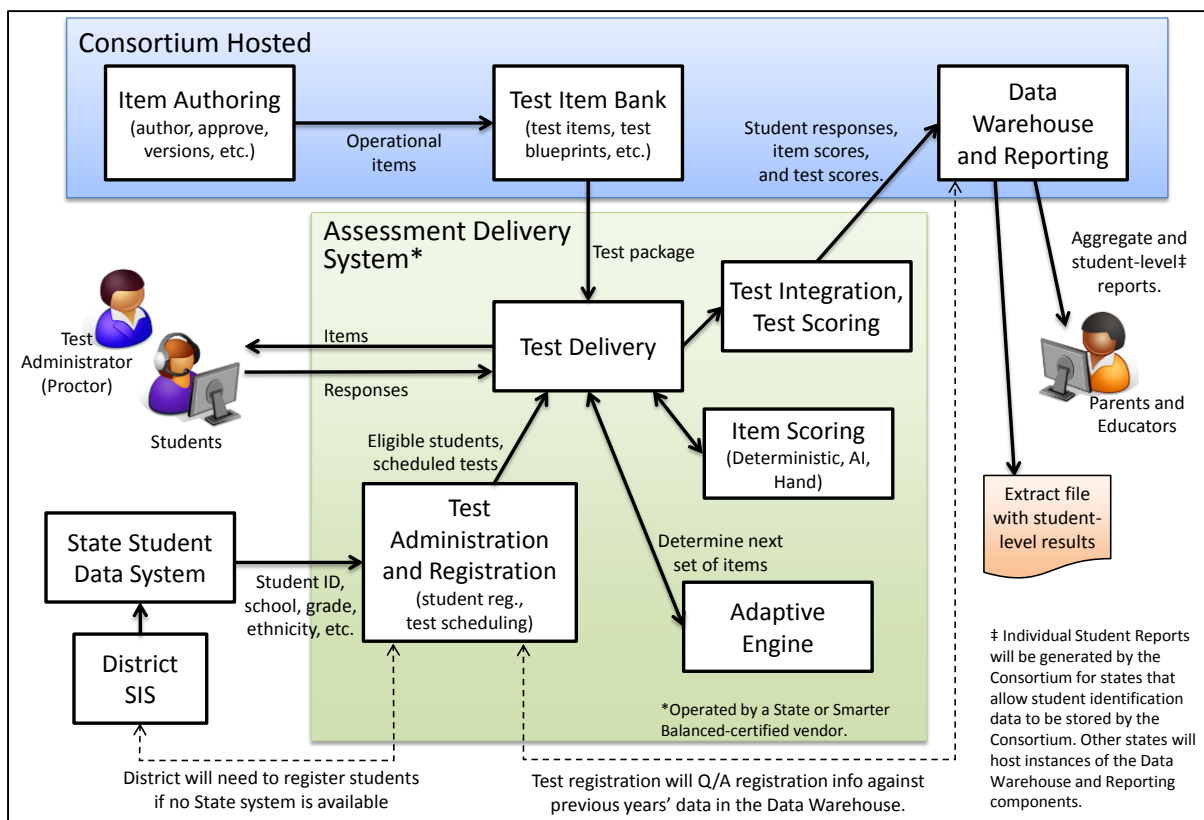 Consortium Hosted
Item Authoring
(author, approve,
versions, etc.)
Operational
items
Test Item Bank
(test items, test
blueprints, etc.)
Student responses,
item scores,
and test scores.
Data
Warehouse
and Reporting
Assessment Delivery
System*
Test package
Aggregate and
student-level‡
reports.
Test Integration,
Test Scoring
Test
Administrator
(Proctor)
Items
Test Delivery
Responses
Students
Parents and
Educators
Eligible students,
scheduled tests
Item Scoring
(Deterministic, AI,
Hand)
Extract file
with student-
level results
State Student
Data System
Student ID,
school, grade,
ethnicity, etc.
Test
Administration
and Registration
(student reg.,
test scheduling)
Determine next
set of items
Adaptive
Engine
District
SIS
*Operated by a State or Smarter
Balanced-certified vendor.
‡ Individual Student Reports
will be generated by the
Consortium for states that
allow student identification
data to be stored by the
Consortium. Other states will
host instances of the Data
Warehouse and Reporting
components.
District will need to register students
if no State system is available
Test registration will Q/A registration info against
previous years’ data in the Data Warehouse.